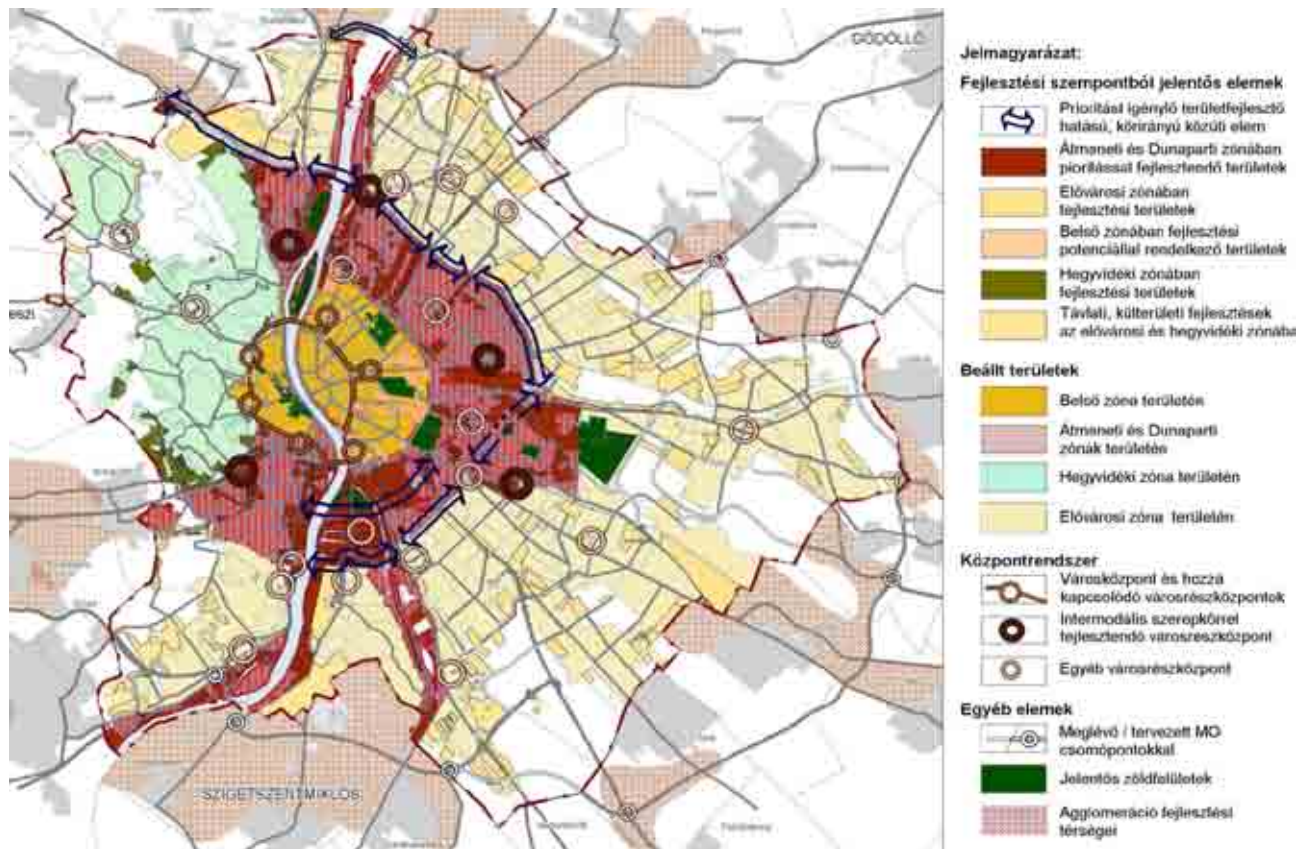 GÖDÖLLŐ
SZIGETSZENTMIKLÓS
Jelmagyarázat:
Fejlesztési szempontból jelentős elemek
Prioritást igénylő területfejlesztő
hatású, körirányú közúti elem
Átmeneti és Dunaparti zónában
piorítással fejlesztendő területek
Elővárosi zónában
fejlesztési területek
Belső zónában fejlesztési
potenciállal rendelkező területek
Hegyvidéki zónában
fejlesztési területek
Távlati, külterületi fejlesztések
az elővárosi és hegyvidéki zónába
Beállt területek
Belső zóna területén
Átmeneti és Dunaparti
zónák területén
Hegyvidéki zóna területén
Elővárosi zóna területén
Központrendszer
Városközpont és hozzá
kapcsolódó városrészközpontok
Intermodális szerepkörrel
fejlesztendő városrészközpont
Egyéb városrészközpont
Egyéb elemek
Meglévő / tervezett MO
csomópontokkal
Jelentős zöldfelületek
Agglomeráció fejlesztési
térségei